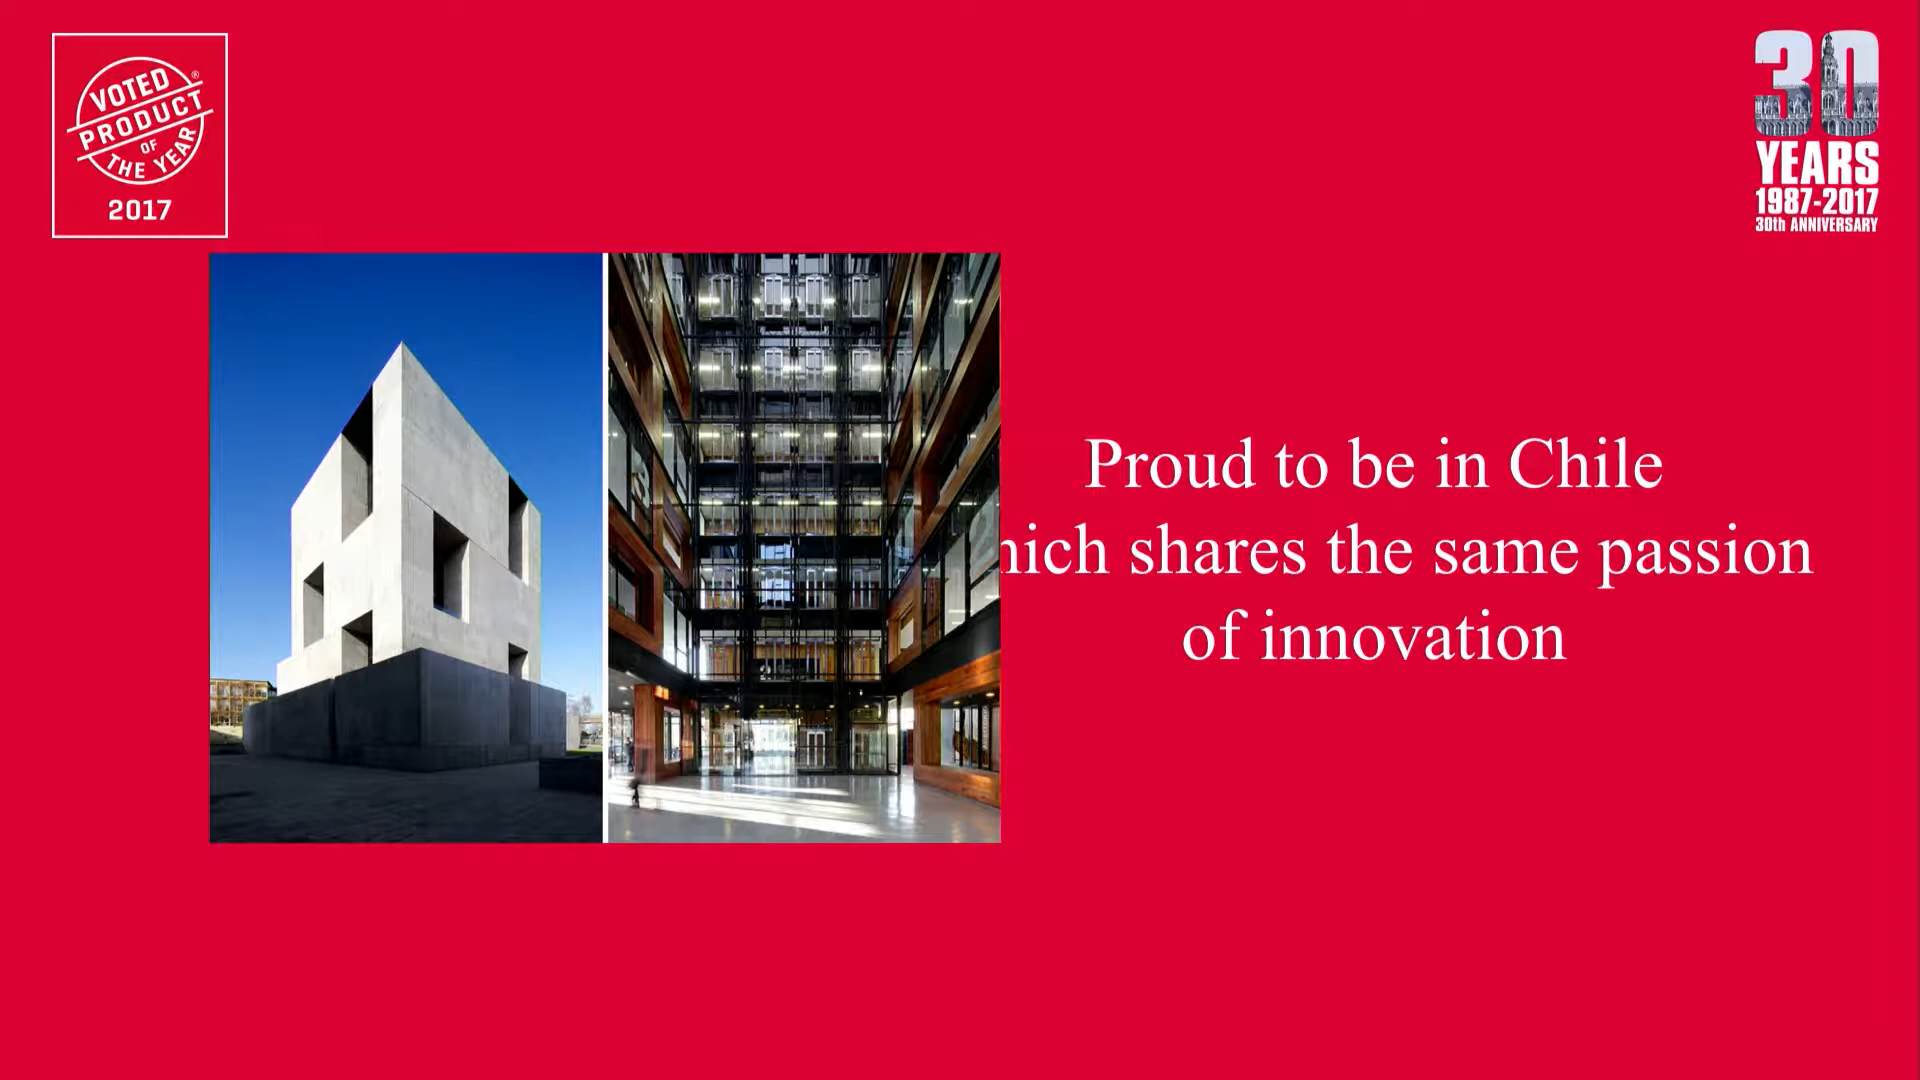 VOTED
PRODUCT
OF
THE YEAR
®
2017
30
YEARS
1987-2017
30th ANNIVERSARY
Proud to be in Chile
shares the same passion
of innovation